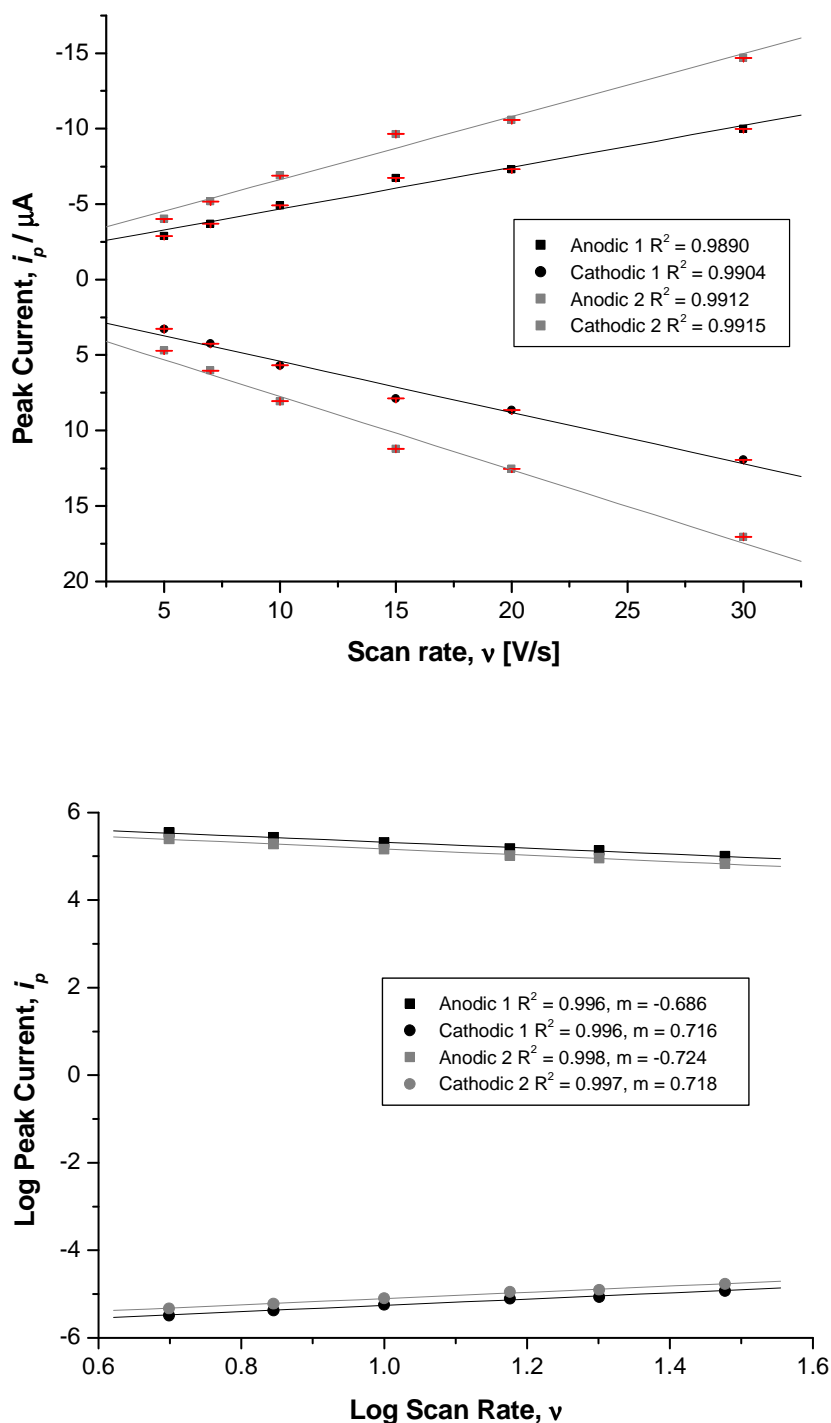 -15
-10
-5
0
5
10
15
20
Peak Current, i_p / μA
Anodic 1 R² = 0.9890
Cathodic 1 R² = 0.9904
Anodic 2 R² = 0.9912
Cathodic 2 R² = 0.9915
5 10 15 20 25 30
Scan rate, ν [V/s]
6
4
2
0
-2
-4
-6
Log Peak Current, i_p
Anodic 1 R² = 0.996, m = -0.686
Cathodic 1 R² = 0.996, m = 0.716
Anodic 2 R² = 0.998, m = -0.724
Cathodic 2 R² = 0.997, m = 0.718
0.6 0.8 1.0 1.2 1.4 1.6
Log Scan Rate, ν